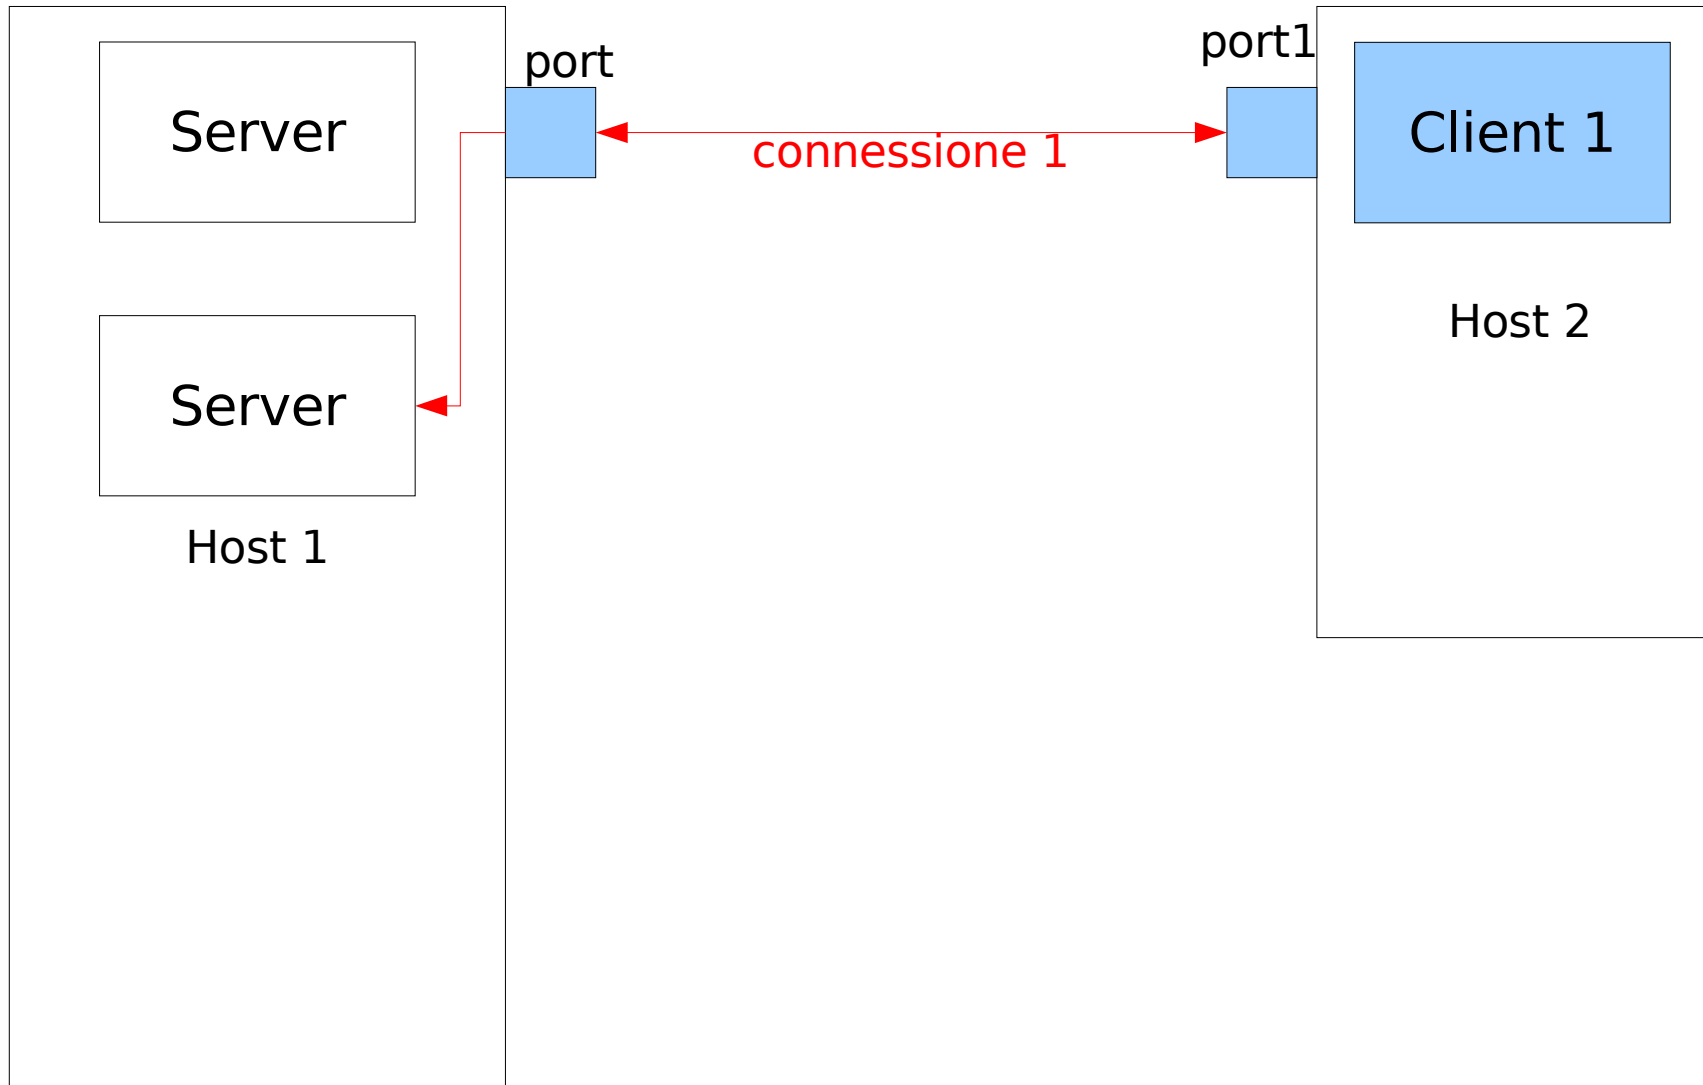 port
port1
Server
Client 1
connessione 1
Host 2
Server
Host 1